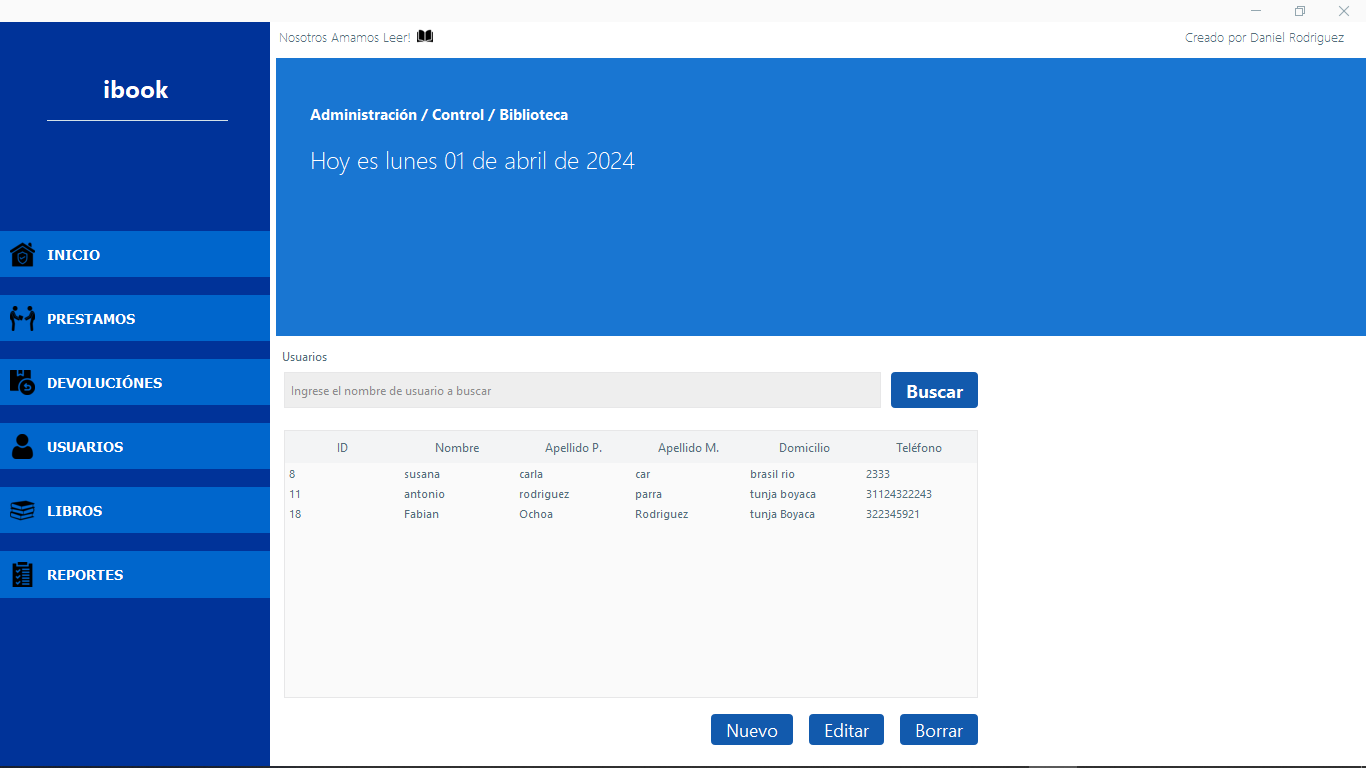 Nosotros Amamos Leer!
Creado por Daniel Rodriguez
ibook
INICIO
PRESTAMOS
DEVOLUCIÓNES
USUARIOS
LIBROS
REPORTES
Administración / Control / Biblioteca
Hoy es lunes 01 de abril de 2024
Usuarios
Ingrese el nombre de usuario a buscar
Buscar
ID Nombre Apellido P. Apellido M. Domicilio Teléfono
8 susana carla car brasil rio 2333
11 antonio rodriguez parra tunja boyaca 31124322243
18 Fabian Ochoa Rodriguez tunja Boyaca 322345921
Nuevo Editar Borrar